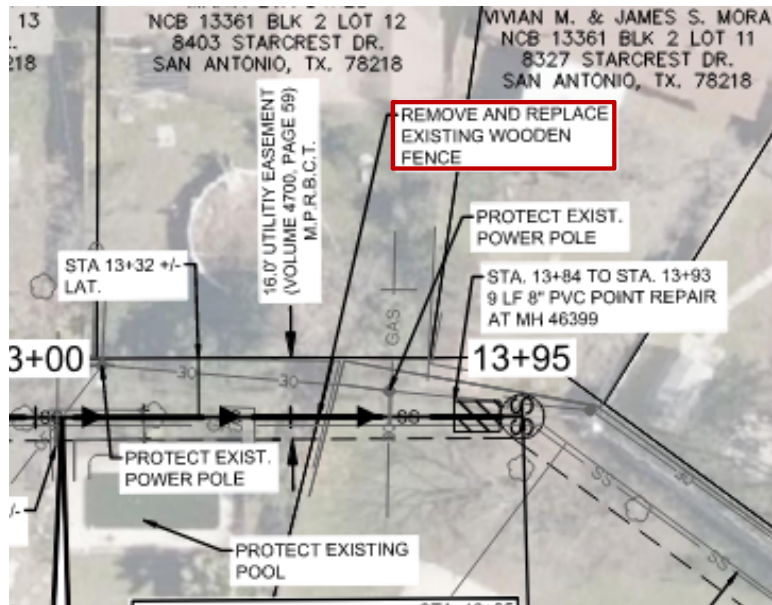 13
218
NCB 13361 BLK 2 LOT 12
8403 STARCREST DR.
SAN ANTONIO, TX. 78218
VIVIAN M. & JAMES S. MORA
NCB 13361 BLK 2 LOT 11
8327 STARCREST DR.
SAN ANTONIO, TX. 78218
16.0' UTILITIY EASEMENT
(VOLUME 4700, PAGE 59)
M.P.R.B.C.T.
REMOVE AND REPLACE
EXISTING WOODEN
FENCE
PROTECT EXIST.
POWER POLE
STA 13+32 +/-
LAT.
STA. 13+84 TO STA. 13+93
9 LF 8" PVC POINT REPAIR
AT MH 46399
GAS
3+00
13+95
30
30
SS
PROTECT EXIST.
POWER POLE
SS
30
SS
PROTECT EXISTING
POOL